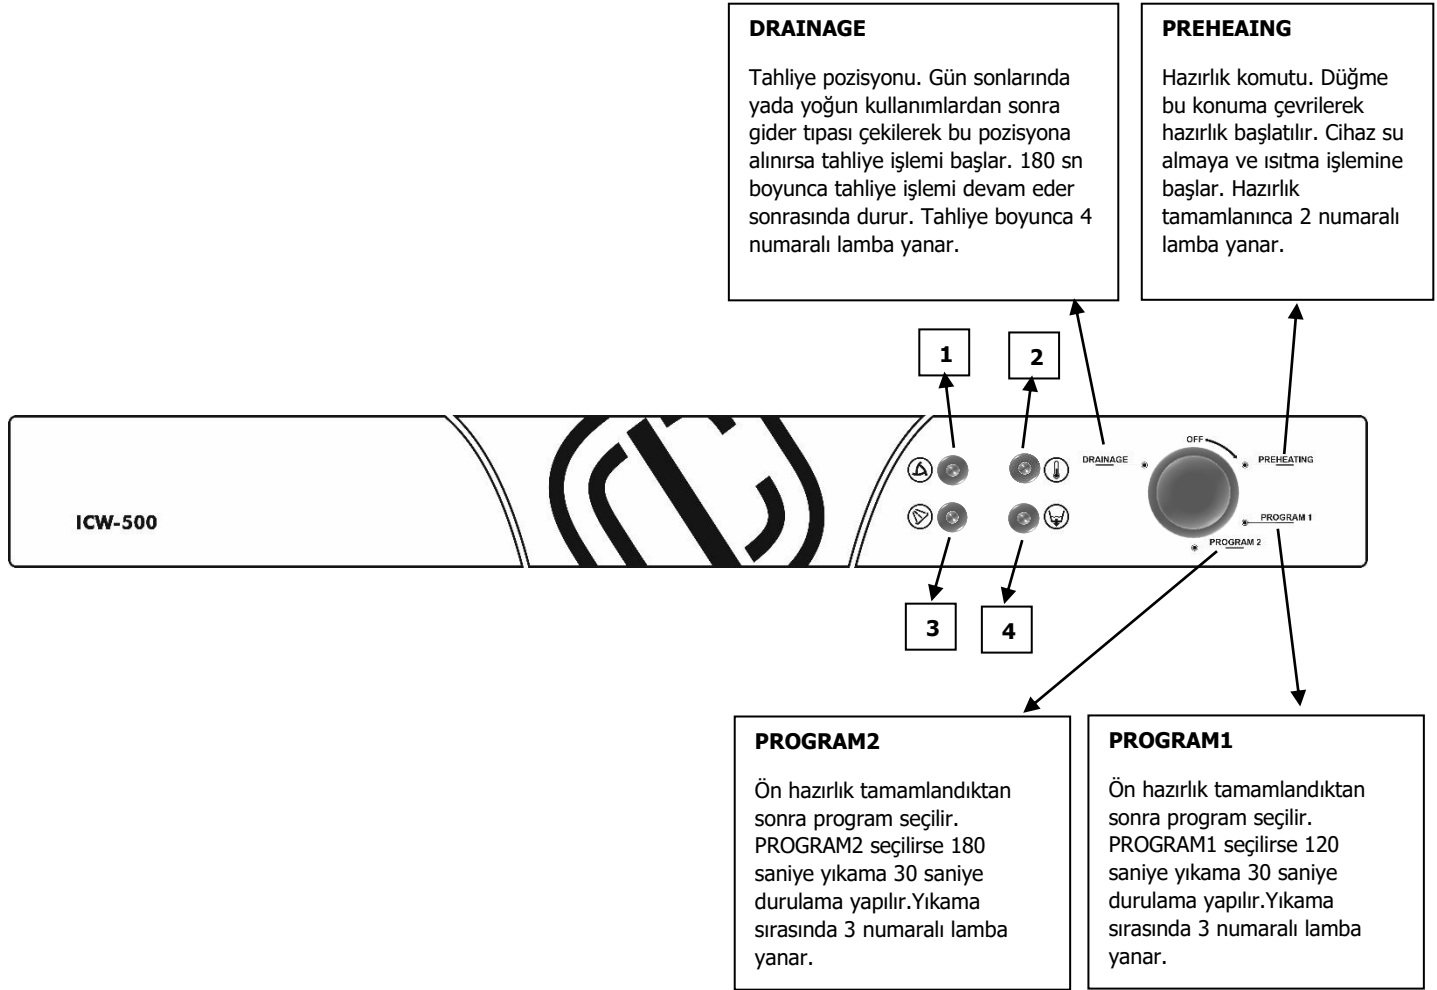 DRAINAGE
Tahliye pozisyonu. Gün sonlarında
yada yoğun kullanımlardan sonra
gider tıpası çekilerek bu pozisyona
alınırsa tahliye işlemi başlar. 180 sn
boyunca tahliye işlemi devam eder
sonrasında durur. Tahliye boyunca 4
numaralı lamba yanar.
PREHEAING
Hazırlık komutu. Düğme
bu konuma çevrilerek
hazırlık başlatılır. Cihaz su
almaya ve ısıtma işlemine
başlar. Hazırlık
tamamlanınca 2 numaralı
lamba yanar.
1
2
OFF
DRAINAGE
PREHEATING
ICW-500
PROGRAM 1
PROGRAM 2
3
4
PROGRAM2
Ön hazırlık tamamlandıktan
sonra program seçilir.
PROGRAM2 seçilirse 180
saniye yıkama 30 saniye
durulama yapılır.Yıkama
sırasında 3 numaralı lamba
yanar.
PROGRAM1
Ön hazırlık tamamlandıktan
sonra program seçilir.
PROGRAM1 seçilirse 120
saniye yıkama 30 saniye
durulama yapılır.Yıkama
sırasında 3 numaralı lamba
yanar.